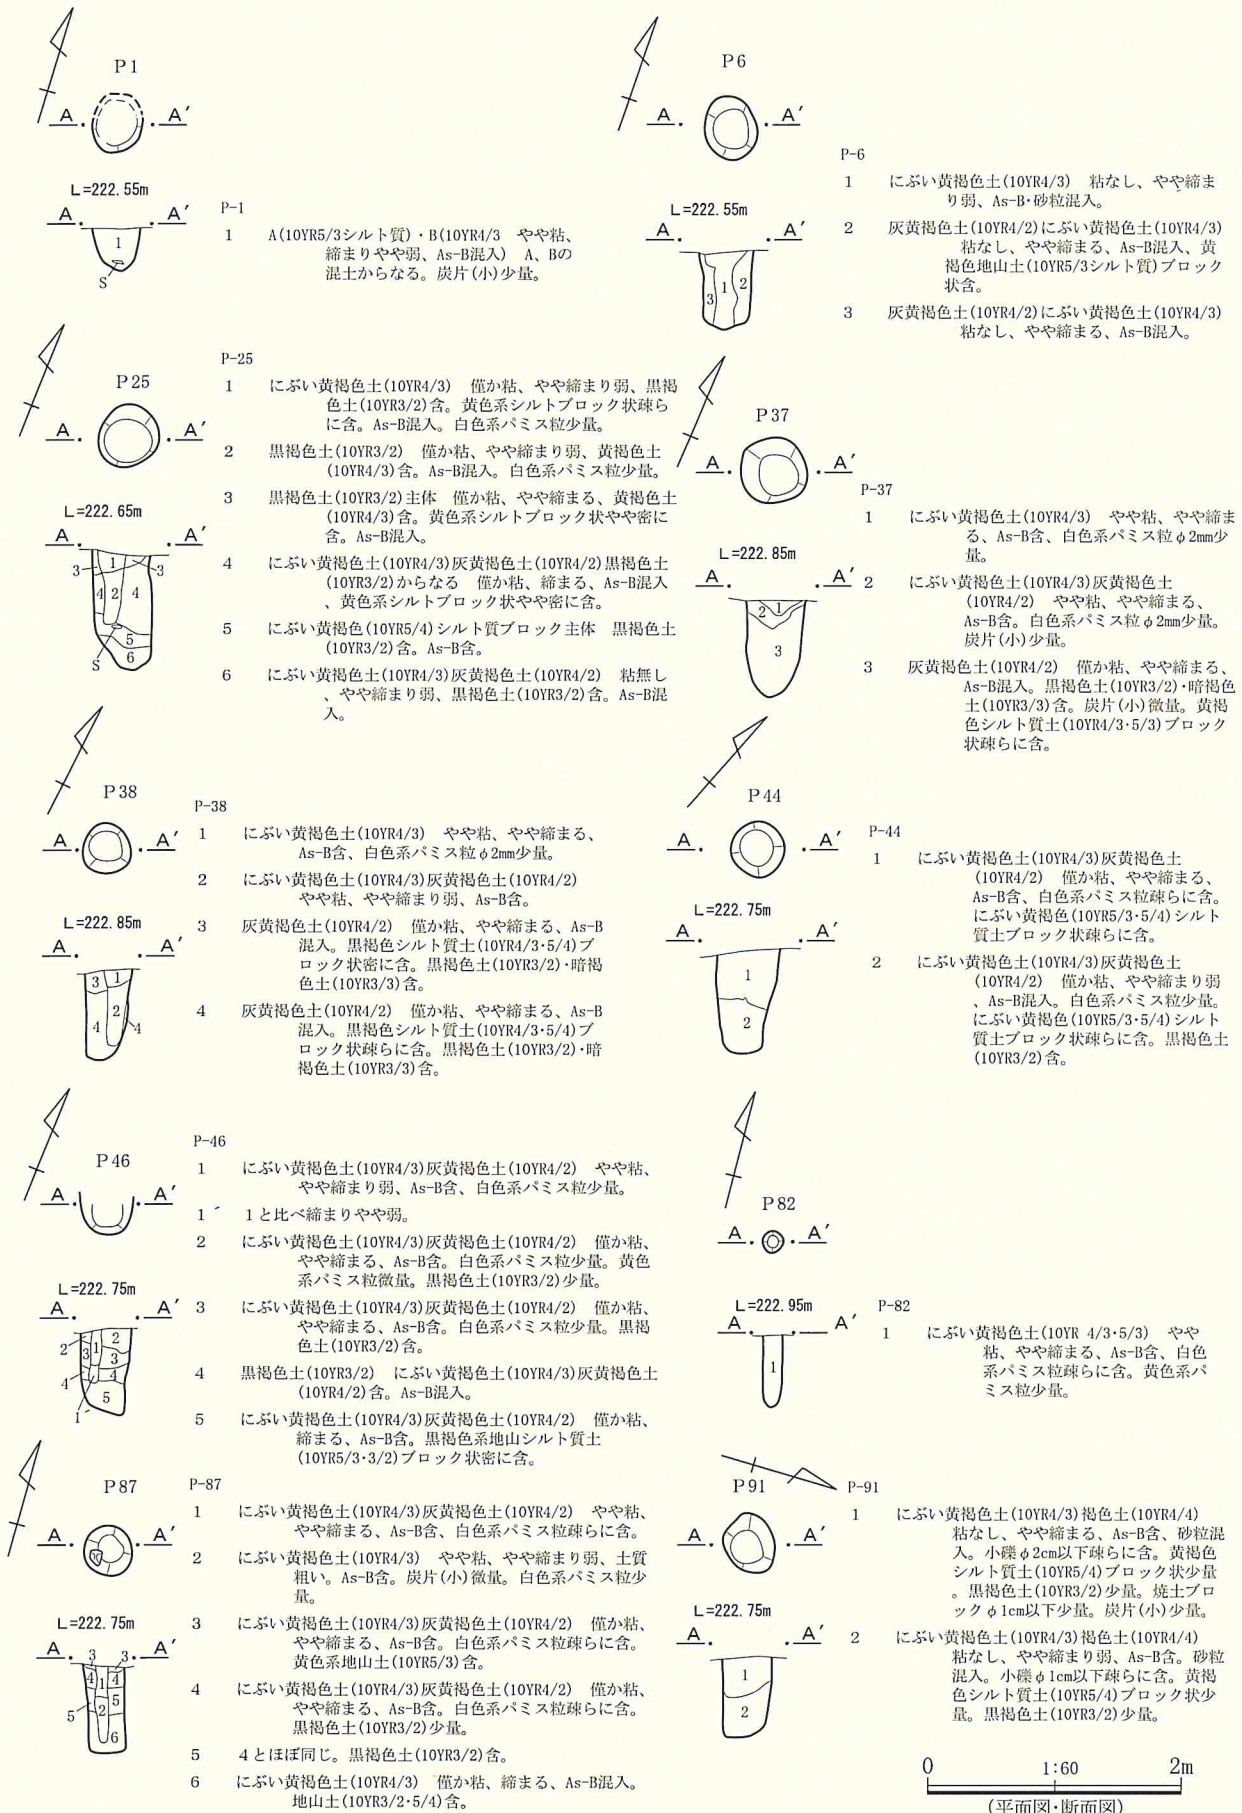 P1
A A′
L=222.55m
A A′
1
S
P-1
1 A(10YR5/3シルト質)・B(10YR4/3 やや粘、
締まりやや弱、As-B混入) A、Bの
混土からなる。炭片(小)少量。
P6
A A′
L=222.55m
A A′
3 1 2
P-6
1 にぶい黄褐色土(10YR4/3) 粘なし、やや締ま
り弱、As-B・砂粒混入。
2 灰黄褐色土(10YR4/2)にぶい黄褐色土(10YR4/3)
粘なし、やや締まる、As-B混入、黄
褐色地山土(10YR5/3シルト質)ブロック
状含。
3 灰黄褐色土(10YR4/2)にぶい黄褐色土(10YR4/3)
粘なし、やや締まる、As-B混入。
P25
A A′
L=222.65m
A A′
3 1 3
4 2 4
5
S 6
P-25
1 にぶい黄褐色土(10YR4/3) 僅か粘、やや締まり弱、黒褐
色土(10YR3/2)含。黄色系シルトブロック状疎ら
に含。As-B混入。白色系パミス粒少量。
2 黒褐色土(10YR3/2) 僅か粘、やや締まり弱、黄褐色土
(10YR4/3)含。As-B混入。白色系パミス粒少量。
3 黒褐色土(10YR3/2)主体 僅か粘、やや締まる、黄褐色土
(10YR4/3)含。黄色系シルトブロック状やや密に
含。As-B混入。
4 にぶい黄褐色土(10YR4/3)灰黄褐色土(10YR4/2)黒褐色土
(10YR3/2)からなる 僅か粘、締まる、As-B混入
、黄色系シルトブロック状やや密に含。
5 にぶい黄褐色(10YR5/4)シルト質ブロック主体 黒褐色土
(10YR3/2)含。As-B含。
6 にぶい黄褐色土(10YR4/3)灰黄褐色土(10YR4/2) 粘無し
、やや締まり弱、黒褐色土(10YR3/2)含。As-B混
入。
P37
A A′
L=222.85m
A A′
2 1
3
P-37
1 にぶい黄褐色土(10YR4/3) やや粘、やや締ま
る、As-B含、白色系パミス粒φ2mm少
量。
2 にぶい黄褐色土(10YR4/3)灰黄褐色土
(10YR4/2) やや粘、やや締まる、
As-B含。白色系パミス粒φ2mm少量。
炭片(小)少量。
3 灰黄褐色土(10YR4/2) 僅か粘、やや締まる、
As-B混入。黒褐色土(10YR3/2)・暗褐色
土(10YR3/3)含。炭片(小)微量。黄褐
色シルト質土(10YR4/3・5/3)ブロック
状疎らに含。
P38
A A′
L=222.85m
A A′
3 1
2
4 4
P-38
1 にぶい黄褐色土(10YR4/3) やや粘、やや締まる、
As-B含、白色系パミス粒φ2mm少量。
2 にぶい黄褐色土(10YR4/3)灰黄褐色土(10YR4/2)
やや粘、やや締まり弱、As-B含。
3 灰黄褐色土(10YR4/2) 僅か粘、やや締まる、As-B
混入。黒褐色シルト質土(10YR4/3・5/4)ブ
ロック状密に含。黒褐色土(10YR3/2)・暗褐
色土(10YR3/3)含。
4 灰黄褐色土(10YR4/2) 僅か粘、やや締まる、As-B
混入。黒褐色シルト質土(10YR4/3・5/4)ブ
ロック状疎らに含。黒褐色土(10YR3/2)・暗
褐色土(10YR3/3)含。
P44
A A′
L=222.75m
A A′
1
2
P-44
1 にぶい黄褐色土(10YR4/3)灰黄褐色土
(10YR4/2) 僅か粘、やや締まる、
As-B含、白色系パミス粒疎らに含。
にぶい黄褐色(10YR5/3・5/4)シルト
質土ブロック状疎らに含。
2 にぶい黄褐色土(10YR4/3)灰黄褐色土
(10YR4/2) 僅か粘、やや締まり弱
、As-B混入。白色系パミス粒少量。
にぶい黄褐色(10YR5/3・5/4)シルト
質土ブロック状疎らに含。黒褐色土
(10YR3/2)含。
P46
A A′
L=222.75m
A A′
2 3 1 2
3
4 4
5
1′
P-46
1 にぶい黄褐色土(10YR4/3)灰黄褐色土(10YR4/2) やや粘、
やや締まり弱、As-B含、白色系パミス粒少量。
1′ 1と比べ締まりやや弱。
2 にぶい黄褐色土(10YR4/3)灰黄褐色土(10YR4/2) 僅か粘、
やや締まる、As-B含。白色系パミス粒少量。黄色
系パミス粒微量。黒褐色土(10YR3/2)少量。
3 にぶい黄褐色土(10YR4/3)灰黄褐色土(10YR4/2) 僅か粘、
やや締まる、As-B含。白色系パミス粒少量。黒褐
色土(10YR3/2)含。
4 黒褐色土(10YR3/2) にぶい黄褐色土(10YR4/3)灰黄褐色土
(10YR4/2)含。As-B混入。
5 にぶい黄褐色土(10YR4/3)灰黄褐色土(10YR4/2) 僅か粘、
締まる、As-B含。黒褐色系地山シルト質土
(10YR5/3・3/2)ブロック状密に含。
P82
A A′
L=222.95m
A A′
1
P-82
1 にぶい黄褐色土(10YR 4/3・5/3) やや
粘、やや締まる、As-B含、白色
系パミス粒疎らに含。黄色系パ
ミス粒少量。
P87
A A′
L=222.75m
A A′
3 3
4 1 4
5 2 5
6
P-87
1 にぶい黄褐色土(10YR4/3)灰黄褐色土(10YR4/2) やや粘、
やや締まる、As-B含、白色系パミス粒疎らに含。
2 にぶい黄褐色土(10YR4/3) やや粘、やや締まり弱、土質
粗い。As-B含。炭片(小)微量。白色系パミス粒少
量。
3 にぶい黄褐色土(10YR4/3)灰黄褐色土(10YR4/2) 僅か粘、
やや締まる、As-B含。白色系パミス粒疎らに含。
黄色系地山土(10YR5/3)含。
4 にぶい黄褐色土(10YR4/3)灰黄褐色土(10YR4/2) 僅か粘、
やや締まる、As-B含。白色系パミス粒疎らに含。
黒褐色土(10YR3/2)少量。
5 4とほぼ同じ。黒褐色土(10YR3/2)含。
6 にぶい黄褐色土(10YR4/3) 僅か粘、締まる、As-B混入。
地山土(10YR3/2・5/4)含。
P91
A A′
L=222.75m
A A′
1
2
P-91
1 にぶい黄褐色土(10YR4/3)褐色土(10YR4/4)
粘なし、やや締まる、As-B含、砂粒混
入。小礫φ2cm以下疎らに含。黄褐色
シルト質土(10YR5/4)ブロック状少量
。黒褐色土(10YR3/2)少量。焼土ブロ
ックφ1cm以下少量。炭片(小)少量。
2 にぶい黄褐色土(10YR4/3)褐色土(10YR4/4)
粘なし、やや締まり弱、As-B含。砂粒
混入。小礫φ1cm以下疎らに含。黄褐
色シルト質土(10YR5/4)ブロック状少
量。黒褐色土(10YR3/2)少量。
0 1:60 2m
(平面図・断面図)